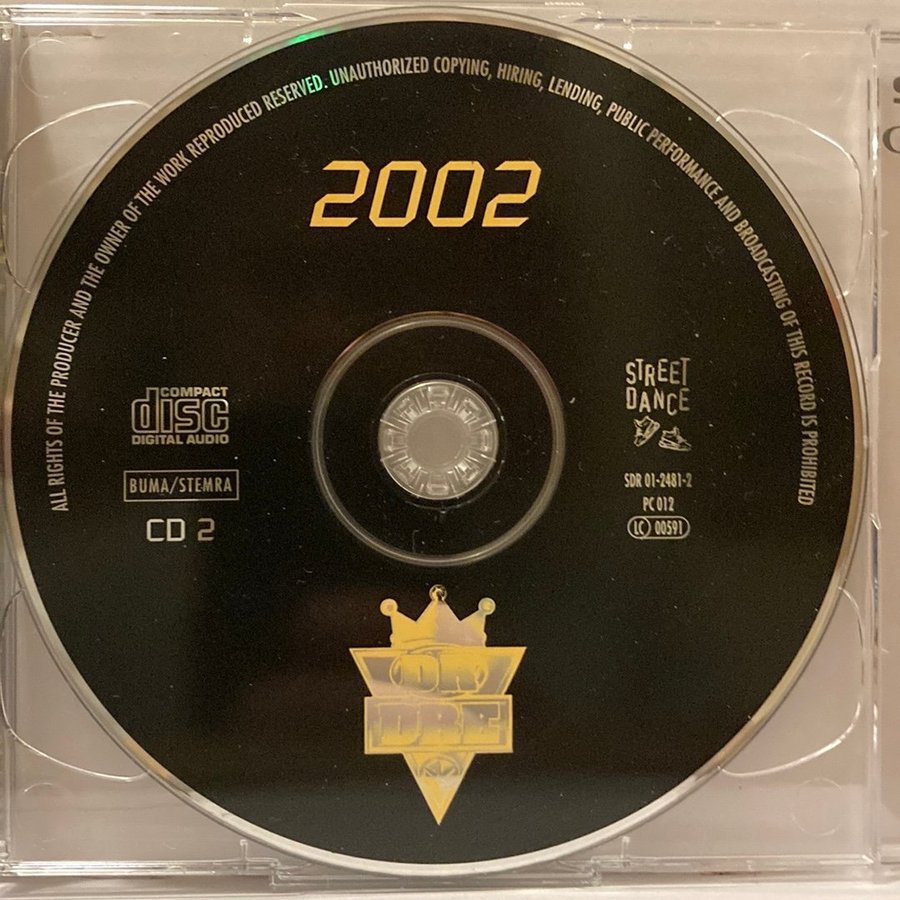 ALL RIGHTS OF THE PRODUCER AND THE OWNER OF THE WORK REPRODUCED RESERVED. UNAUTHORIZED COPYING, HIRING, LENDING, PUBLIC PERFORMANCE AND BROADCASTING OF THIS RECORD IS PROHIBITED
2002
COMPACT
disc
DIGITAL AUDIO
BUMA/STEMRA
CD 2
STREET
DANCE
SDR 01-2481-2
PC 012
LC 00591
DR
DRE